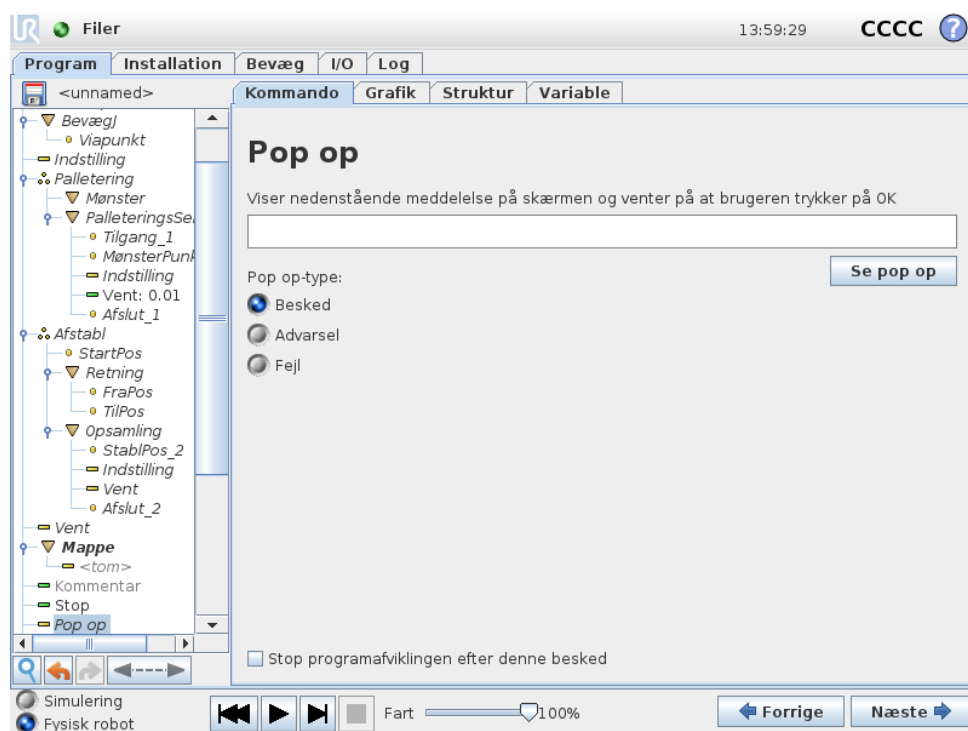 UR Filer 13:59:29 CCCC ?
Program Installation Bevæg I/O Log
<unnamed>
Kommando Grafik Struktur Variable
BevægJ
Viapunkt
Indstilling
Palletering
Mønster
PalleteringsSe
Tilgang_1
MønsterPunk
Indstilling
Vent: 0.01
Afslut_1
Afstabl
StartPos
Retning
FraPos
TilPos
Opsamling
StablPos_2
Indstilling
Vent
Afslut_2
Vent
Mappe
<tom>
Kommentar
Stop
Pop op
Pop op
Viser nedenstående meddelelse på skærmen og venter på at brugeren trykker på OK
Se pop op
Pop op-type:
Besked
Advarsel
Fejl
Stop programafviklingen efter denne besked
Simulering
Fysisk robot
Fart 100%
Forrige Næste